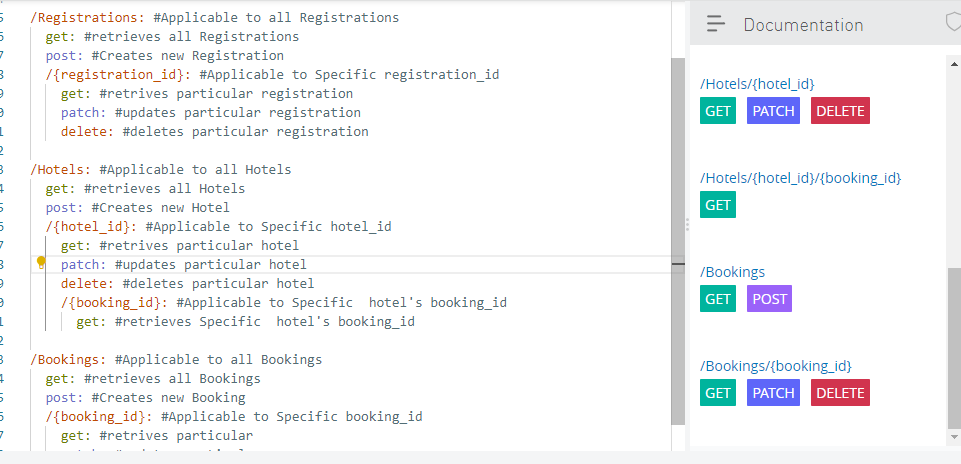 /Registrations: #Applicable to all Registrations
get: #retrieves all Registrations
post: #Creates new Registration
/{registration_id}: #Applicable to Specific registration_id
get: #retrives particular registration
patch: #updates particular registration
delete: #deletes particular registration
/Hotels: #Applicable to all Hotels
get: #retrieves all Hotels
post: #Creates new Hotel
/{hotel_id}: #Applicable to Specific hotel_id
get: #retrives particular hotel
patch: #updates particular hotel
delete: #deletes particular hotel
/{booking_id}: #Applicable to Specific  hotel's booking_id
get: #retrieves Specific  hotel's booking_id
/Bookings: #Applicable to all Bookings
get: #retrieves all Bookings
post: #Creates new Booking
/{booking_id}: #Applicable to Specific booking_id
get: #retrives particular
Documentation
/Hotels/{hotel_id}
GET PATCH DELETE
/Hotels/{hotel_id}/{booking_id}
GET
/Bookings
GET POST
/Bookings/{booking_id}
GET PATCH DELETE